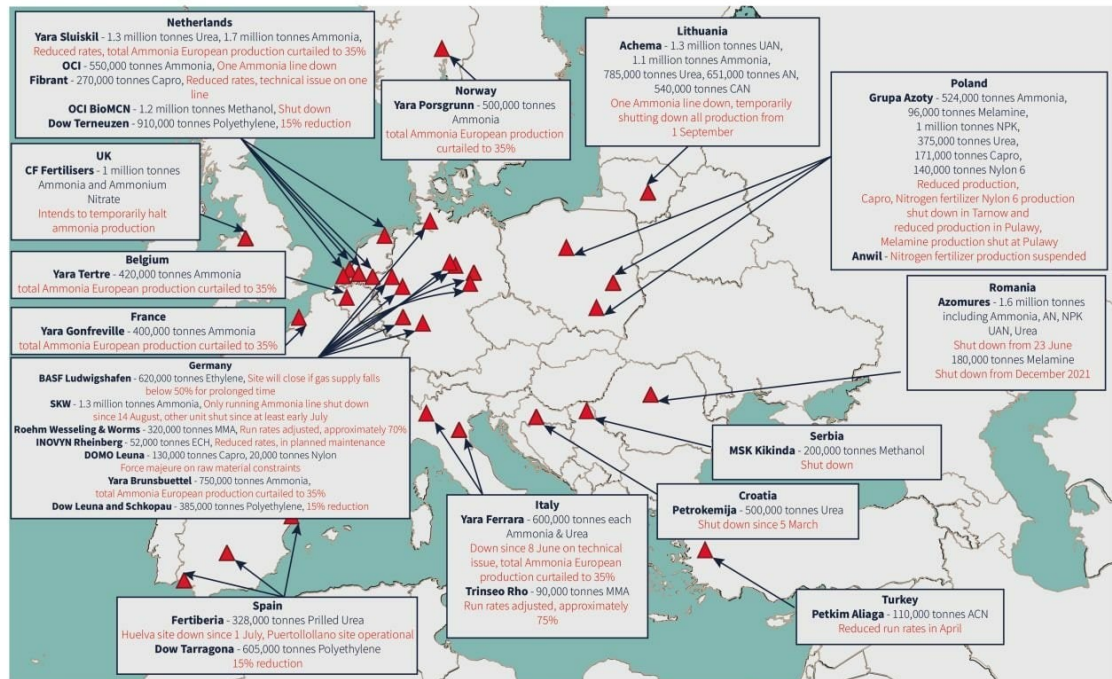 Netherlands
Yara Sluiskil - 1.3 million tonnes Urea, 1.7 million tonnes Ammonia,
Reduced rates, total Ammonia European production curtailed to 35%
OCI - 550,000 tonnes Ammonia, One Ammonia line down
Fibrant - 270,000 tonnes Capro, Reduced rates, technical issue on one
line
OCI BioMCN - 1.2 million tonnes Methanol, Shut down
Dow Terneuzen - 910,000 tonnes Polyethylene, 15% reduction
Norway
Yara Porsgrunn - 500,000 tonnes
Ammonia
total Ammonia European production
curtailed to 35%
Lithuania
Achema - 1.3 million tonnes UAN,
1.1 million tonnes Ammonia,
785,000 tonnes Urea, 651,000 tonnes AN,
540,000 tonnes CAN
One Ammonia line down, temporarily
shutting down all production from
1 September
Poland
Grupa Azoty - 524,000 tonnes Ammonia,
96,000 tonnes Melamine,
1 million tonnes NPK,
375,000 tonnes Urea,
171,000 tonnes Capro,
140,000 tonnes Nylon 6
Reduced production,
Capro, Nitrogen fertilizer Nylon 6 production
shut down in Tarnow and
reduced production in Pulawy,
Melamine production shut at Pulawy
Anwil - Nitrogen fertilizer production suspended
UK
CF Fertilisers - 1 million tonnes
Ammonia and Ammonium
Nitrate
Intends to temporarily halt
ammonia production
Belgium
Yara Tertre - 420,000 tonnes Ammonia
total Ammonia European production curtailed to 35%
France
Yara Gonfreville - 400,000 tonnes Ammonia
total Ammonia European production curtailed to 35%
Germany
BASF Ludwigshafen - 620,000 tonnes Ethylene, Site will close if gas supply falls
below 50% for prolonged time
SKW - 1.3 million tonnes Ammonia, Only running Ammonia line shut down
since 14 August, other unit shut since at least early July
Roehm Wesseling & Worms - 320,000 tonnes MMA, Run rates adjusted, approximately 70%
INOVYN Rheinberg - 52,000 tonnes ECH, Reduced rates, in planned maintenance
DOMO Leuna - 130,000 tonnes Capro, 20,000 tonnes Nylon
Force majeure on raw material constraints
Yara Brunsbuettel - 750,000 tonnes Ammonia,
total Ammonia European production curtailed to 35%
Dow Leuna and Schkopau - 385,000 tonnes Polyethylene, 15% reduction
Romania
Azomures - 1.6 million tonnes
including Ammonia, AN, NPK
UAN, Urea
Shut down from 23 June
180,000 tonnes Melamine
Shut down from December 2021
Serbia
MSK Kikinda - 200,000 tonnes Methanol
Shut down
Croatia
Petrokemija - 500,000 tonnes Urea
Shut down since 5 March
Italy
Yara Ferrara - 600,000 tonnes each
Ammonia & Urea
Down since 8 June on technical
issue, total Ammonia European
production curtailed to 35%
Trinseo Rho - 90,000 tonnes MMA
Run rates adjusted, approximately
75%
Turkey
Petkim Aliaga - 110,000 tonnes ACN
Reduced run rates in April
Spain
Fertiberia - 328,000 tonnes Prilled Urea
Huelva site down since 1 July, Puertollolano site operational
Dow Tarragona - 605,000 tonnes Polyethylene
15% reduction